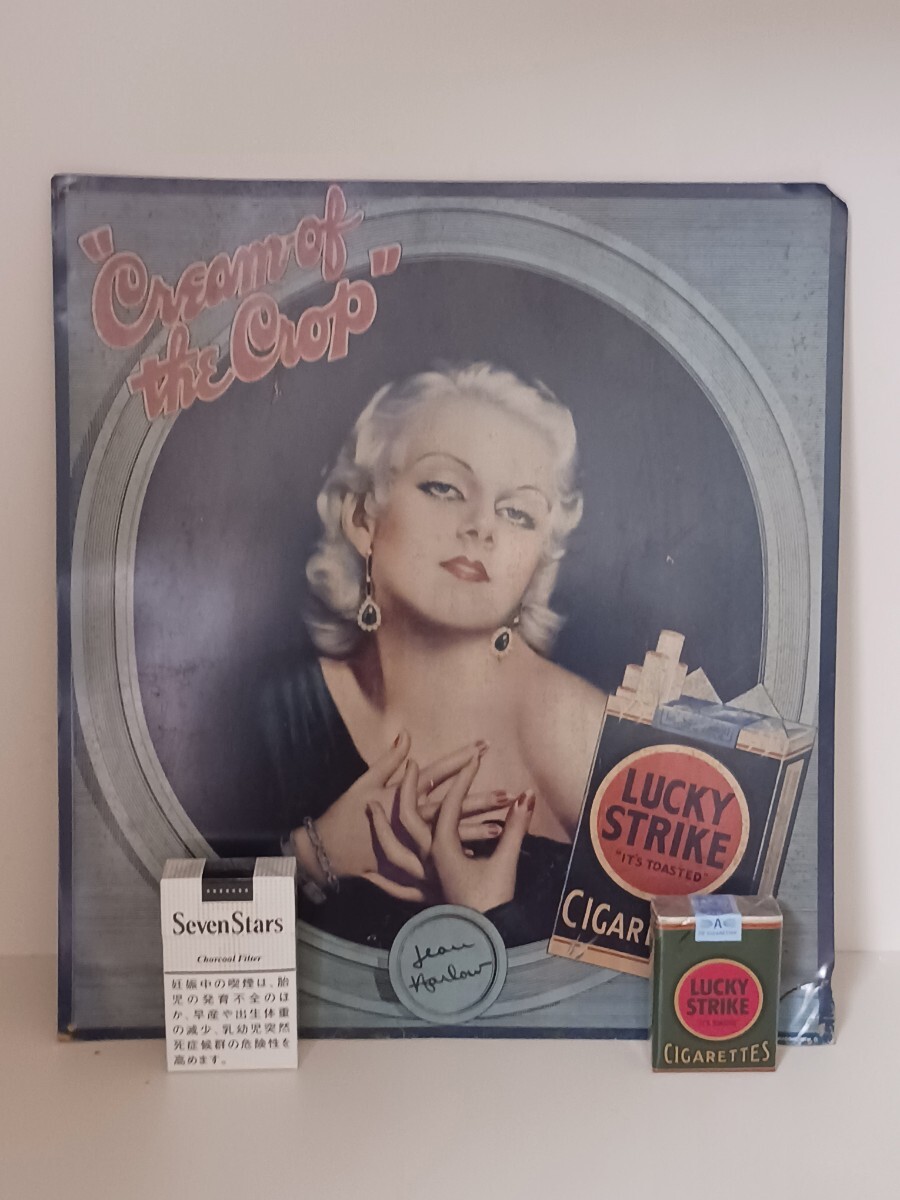 "Cream of
the Crop"
LUCKY
STRIKE
"IT'S TOASTED"
CIGAR
Jean
Harlow
SevenStars
Charcoal Filter
妊娠中の喫煙は、胎
児の発育不全のほ
か、早産や出生体重
の減少、乳幼児突然
死症候群の危険性を
高めます。
A
LUCKY
STRIKE
CIGARETTES